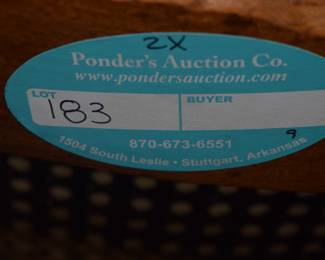 2X
Ponder's Auction Co.
www.pondersauction.com
LOT BUYER
183
870-673-6551
9
1504 South Leslie • Stuttgart, Arkansas